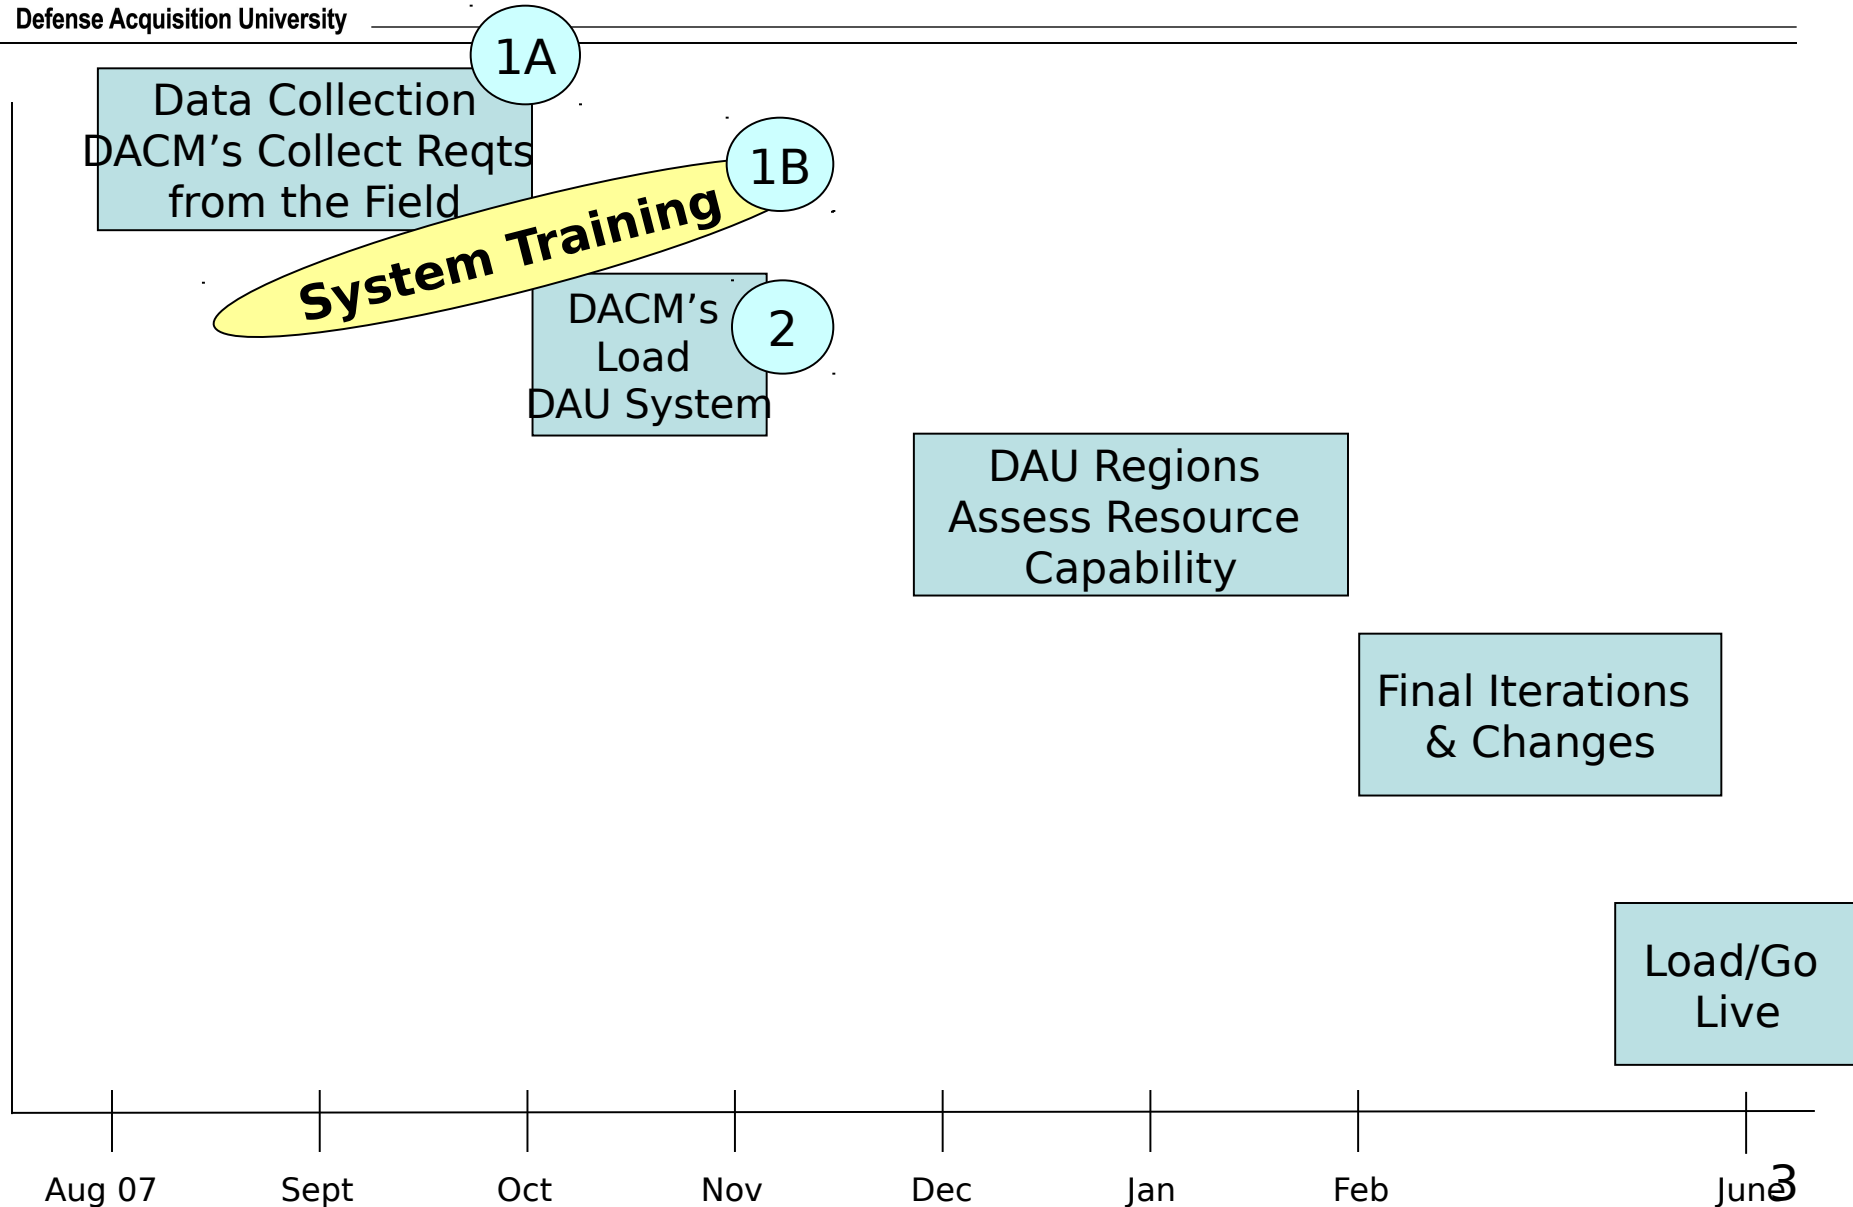 Defense Acquisition University
1A
Data Collection
DACM’s Collect Reqts
from the Field
1B
System Training
DACM’s
Load
DAU System
2
DAU Regions
Assess Resource
Capability
Final Iterations
& Changes
Load/Go
Live
Aug 07
Sept
Oct
Nov
Dec
Jan
Feb
June
3